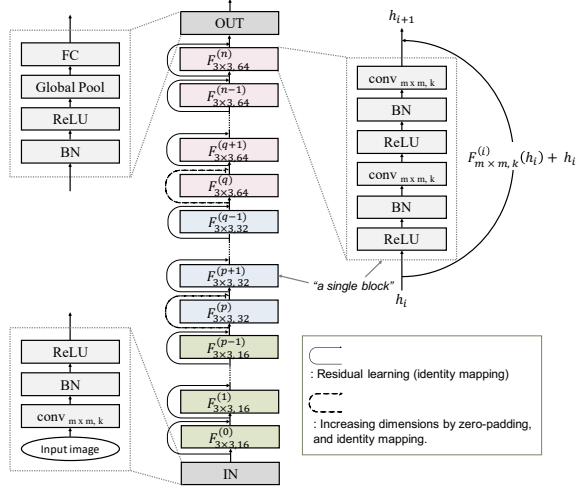 FC
Global Pool
ReLU
BN
OUT
F^{(n)}_{3×3, 64}
F^{(n-1)}_{3×3, 64}
F^{(q+1)}_{3×3, 64}
F^{(q)}_{3×3, 64}
F^{(q-1)}_{3×3, 32}
F^{(p+1)}_{3×3, 32}
F^{(p)}_{3×3, 32}
F^{(p-1)}_{3×3, 16}
F^{(1)}_{3×3, 16}
F^{(0)}_{3×3, 16}
IN
ReLU
BN
conv m x m, k
Input image
h_{i+1}
conv m x m, k
BN
ReLU
conv m x m, k
BN
ReLU
h_i
F^{(i)}_{m × m, k}(h_i) + h_i
"a single block"
: Residual learning (identity mapping)
: Increasing dimensions by zero-padding,
and identity mapping.